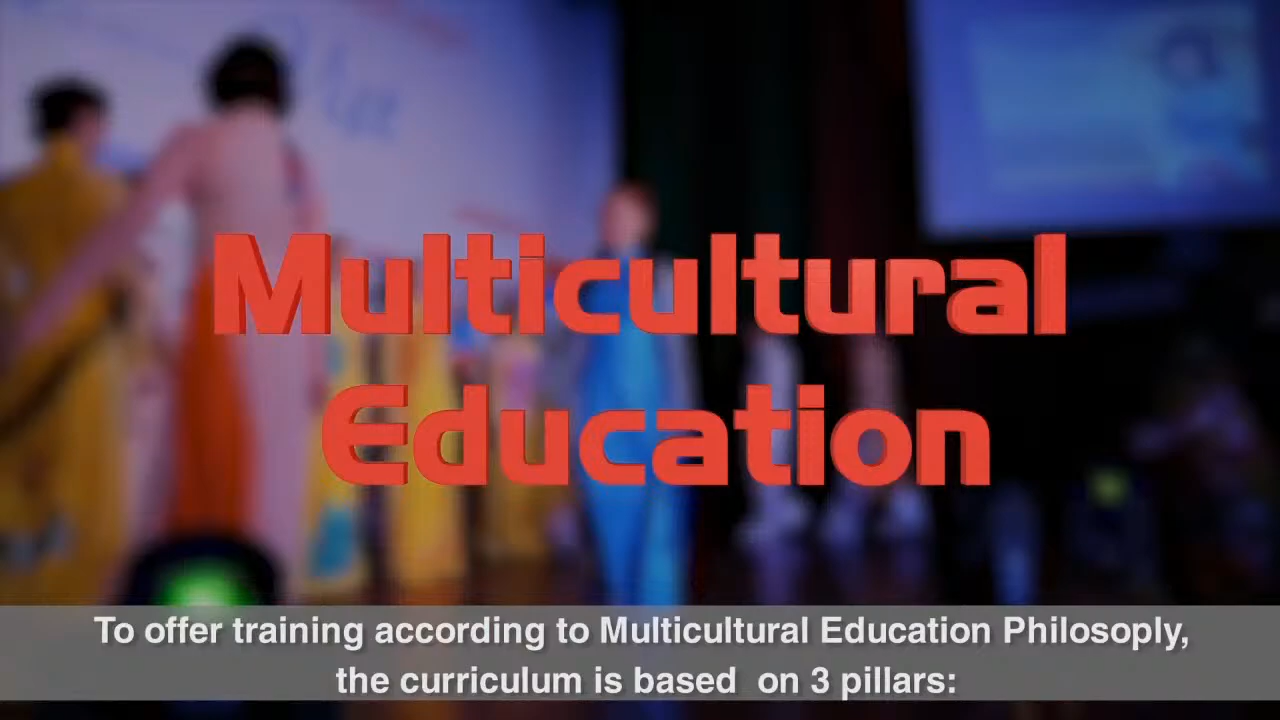 Multicultural
Education
To offer training according to Multicultural Education Philosoply,
the curriculum is based  on 3 pillars: